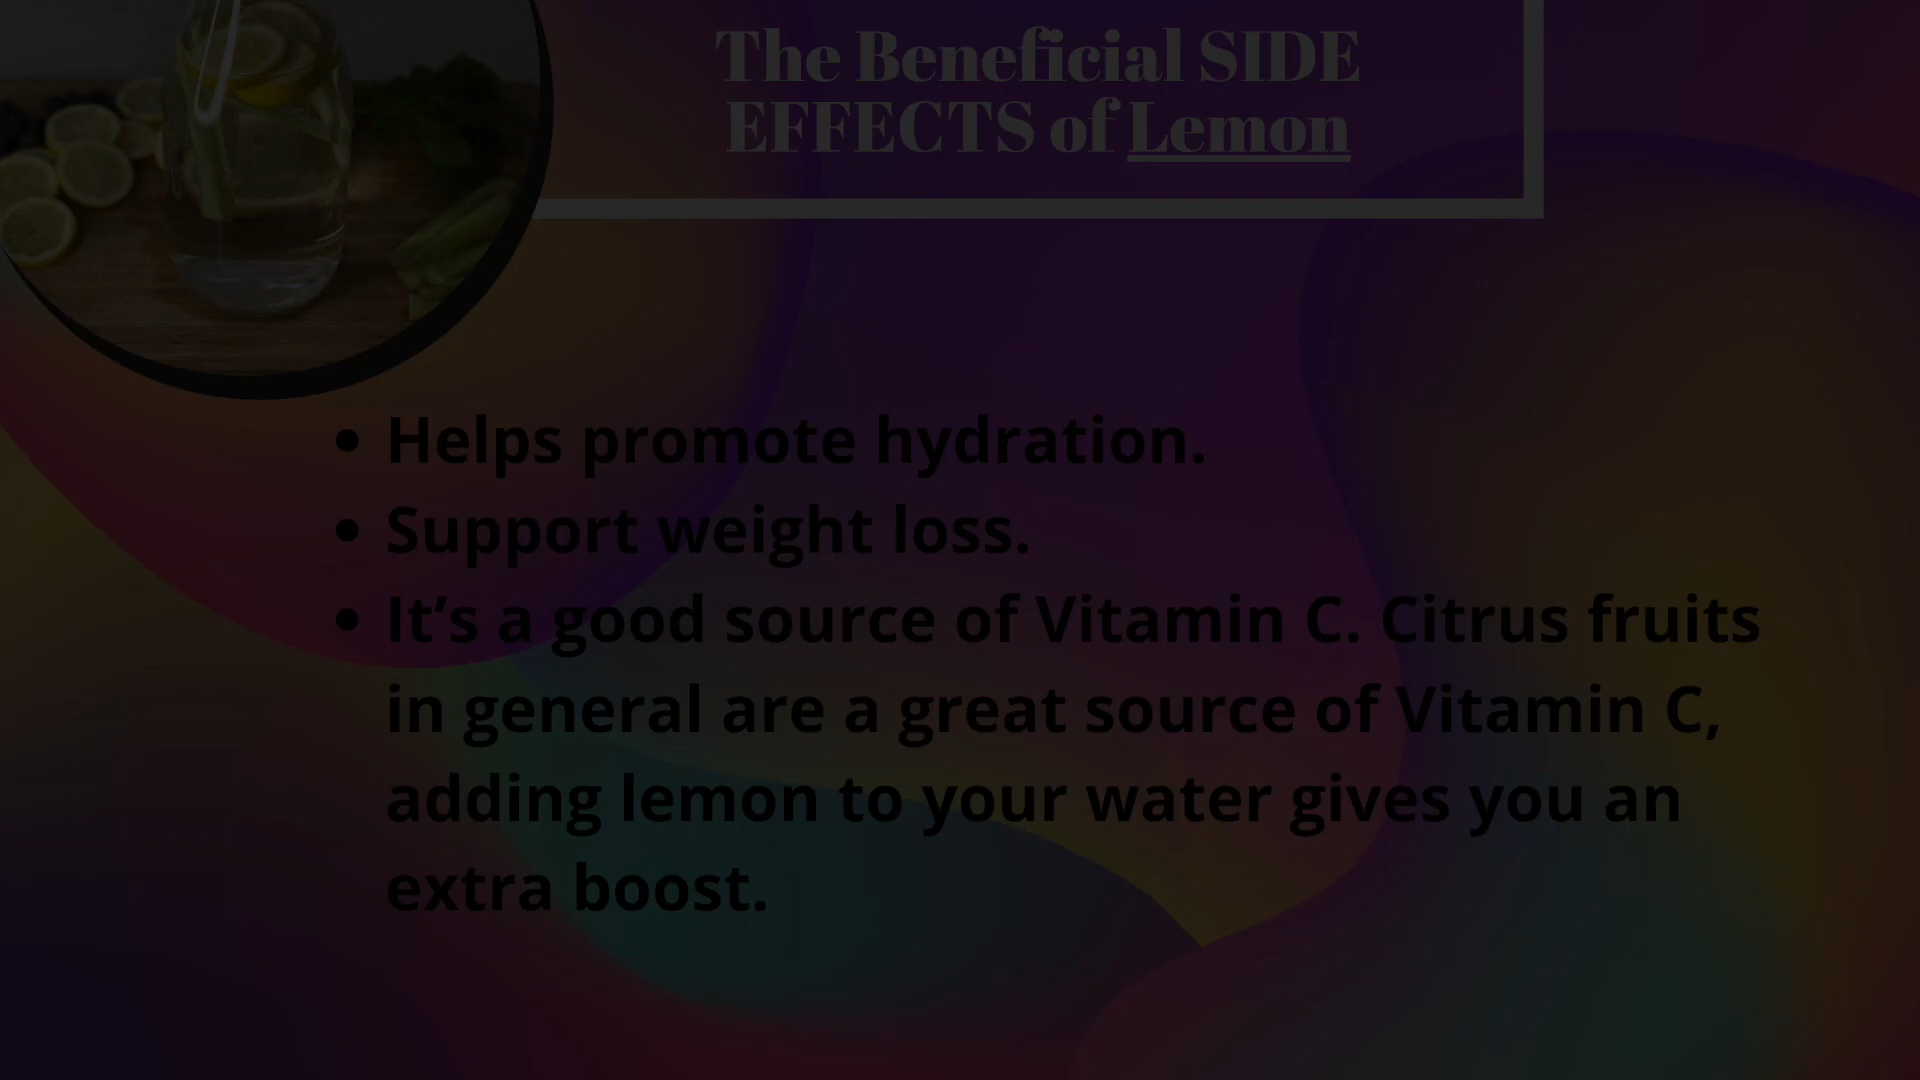 The Beneficial SIDE
EFFECTS of Lemon
• Helps promote hydration.
• Support weight loss.
• It’s a good source of Vitamin C. Citrus fruits
in general are a great source of Vitamin C,
adding lemon to your water gives you an
extra boost.